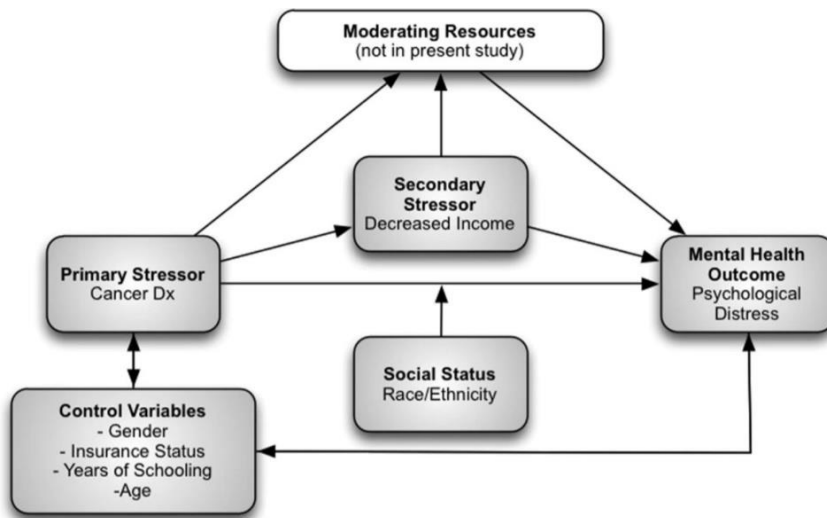 Moderating Resources
(not in present study)
Secondary
Stressor
Decreased Income
Primary Stressor
Cancer Dx
Mental Health
Outcome
Psychological
Distress
Social Status
Race/Ethnicity
Control Variables
- Gender
- Insurance Status
- Years of Schooling
-Age